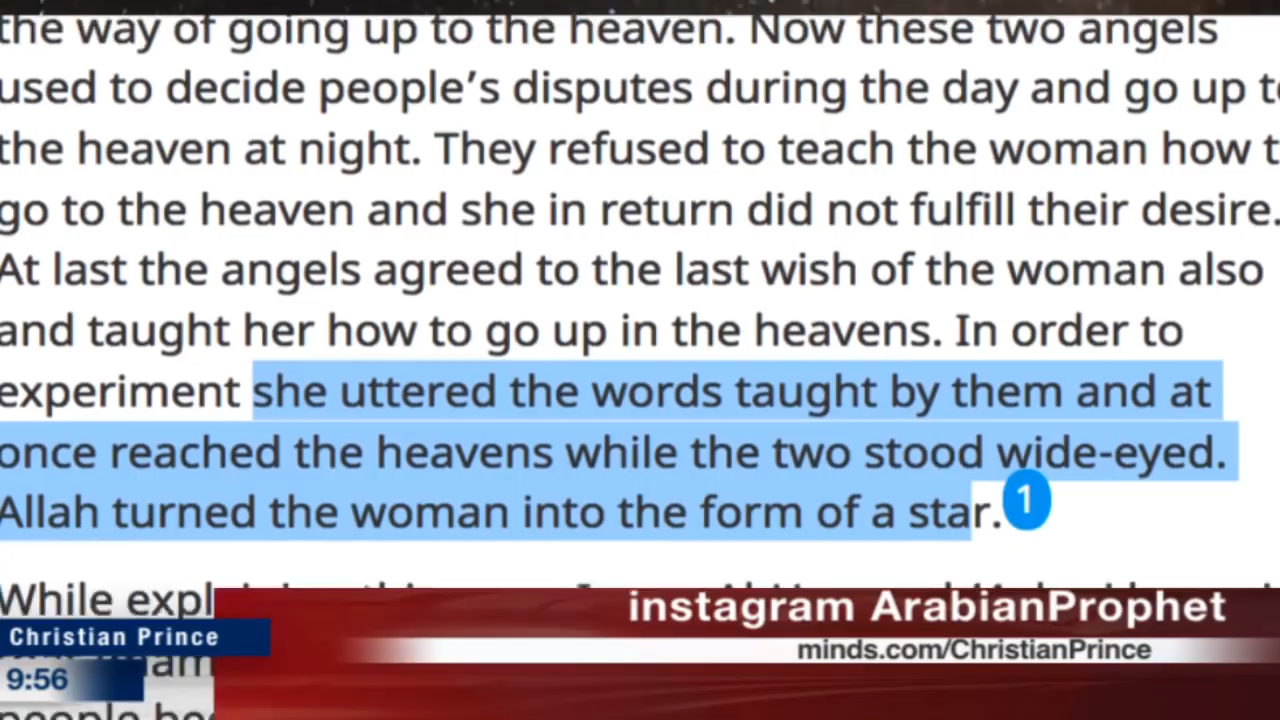 the way of going up to the heaven. Now these two angels
used to decide people's disputes during the day and go up
the heaven at night. They refused to teach the woman how
go to the heaven and she in return did not fulfill their desire.
At last the angels agreed to the last wish of the woman also
and taught her how to go up in the heavens. In order to
experiment she uttered the words taught by them and at
once reached the heavens while the two stood wide-eyed.
Allah turned the woman into the form of a star. 1
While
instagram ArabianProphet
Christian Prince
minds.com/ChristianPrince
9:56
people